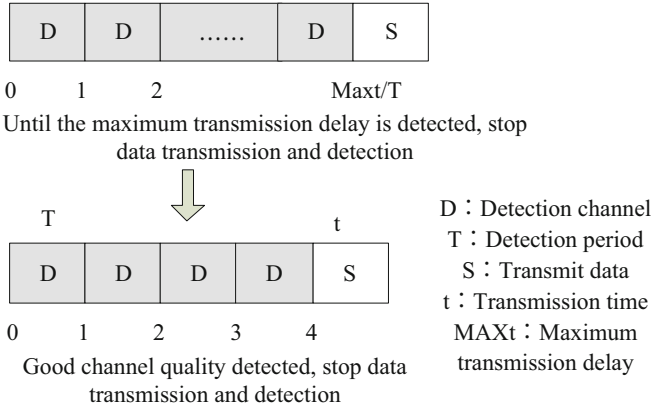 D D …… D S
0 1 2 Maxt/T
Until the maximum transmission delay is detected, stop
data transmission and detection
T t
D D D D S
0 1 2 3 4
Good channel quality detected, stop data
transmission and detection
D：Detection channel
T：Detection period
S：Transmit data
t：Transmission time
MAXt：Maximum
transmission delay